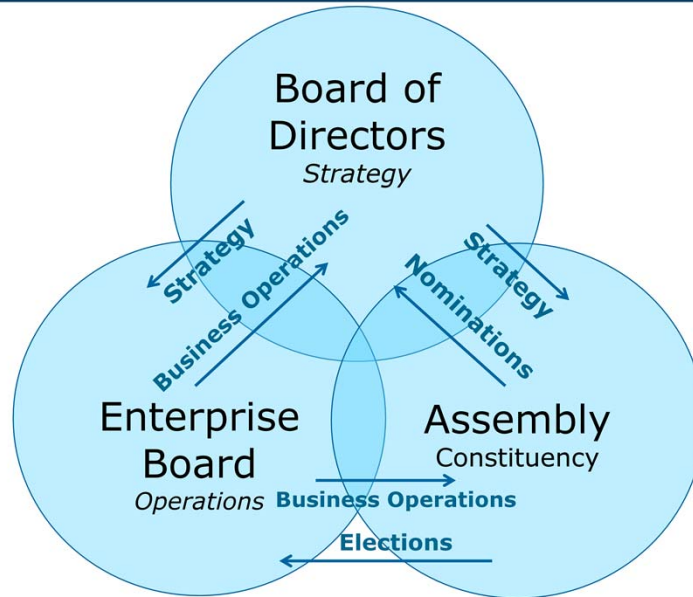 Board of
Directors
Strategy
Strategy
Business Operations
Strategy
Nominations
Enterprise
Board
Operations
Assembly
Constituency
Business Operations
Elections